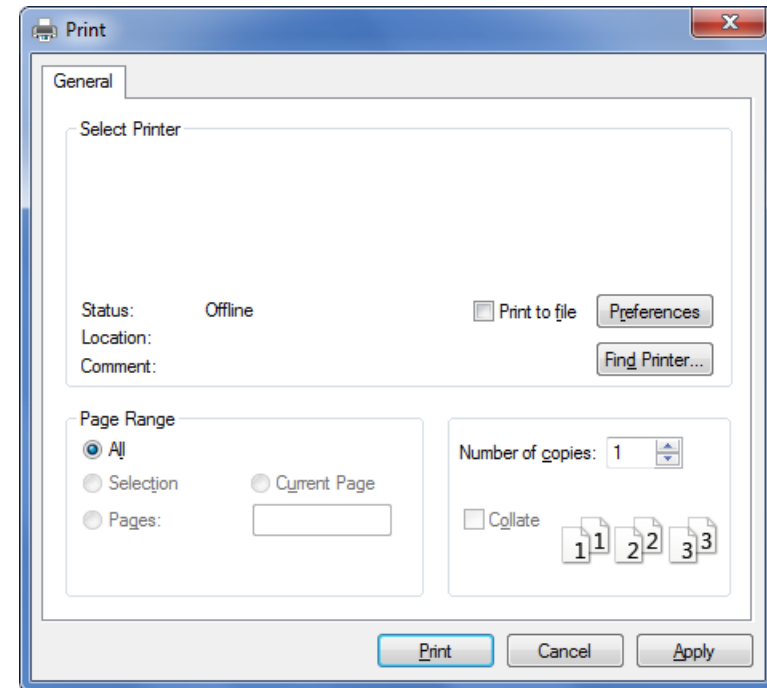 Print
General
Select Printer
Status: Offline Print to file Preferences
Location:
Comment: Find Printer...
Page Range
All
Number of copies: 1
Selection Current Page
Pages:
Collate
1 1 2 2 3 3
Print Cancel Apply